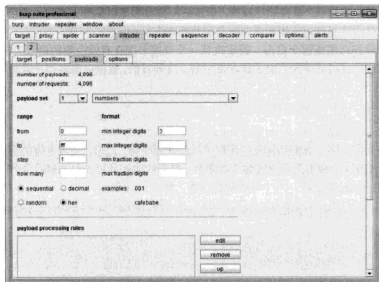 burp suite professional
burp intruder repeater window about
target proxy spider scanner intruder repeater sequencer decoder comparer options alerts
1 2
target positions payloads options
number of payloads: 4,096
number of requests: 4,096
payload set 1 numbers
range format
from 0 min integer digits 3
to fff max integer digits
step 1 min fraction digits
how many max fraction digits
sequential decimal examples: 001
random hex cafebabe
payload processing rules
edit
remove
up